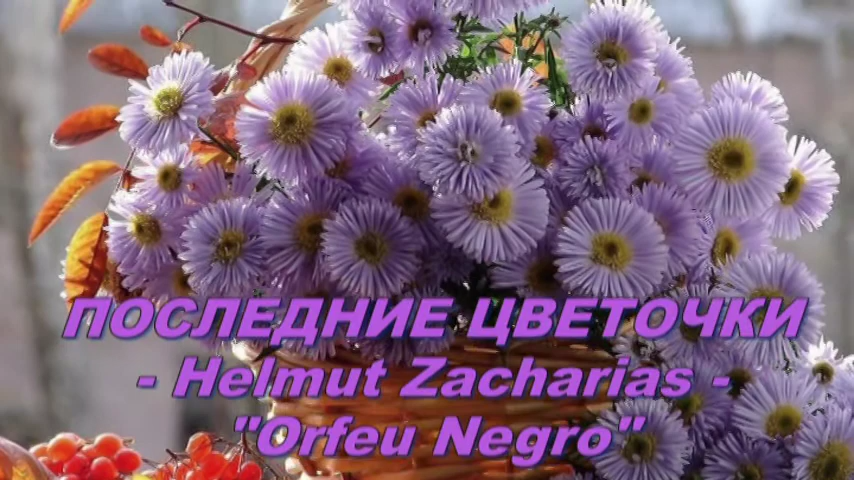 ПОСЛЕДНИЕ ЦВЕТОЧКИ
- Helmut Zacharias -
"Orfeu Negro"